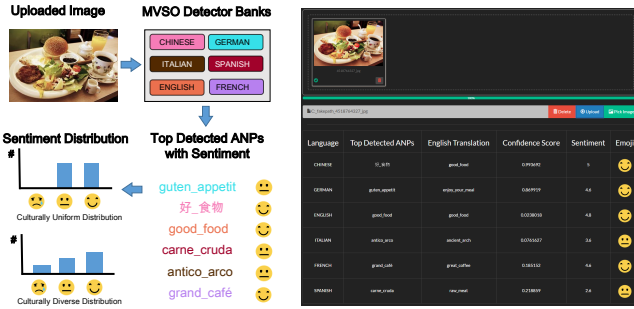 Uploaded Image
MVSO Detector Banks
CHINESE
GERMAN
ITALIAN
SPANISH
ENGLISH
FRENCH
Sentiment Distribution
#
Culturally Uniform Distribution
#
Culturally Diverse Distribution
Top Detected ANPs
with Sentiment
guten_appetit
好_食物
good_food
carne_cruda
antico_arco
grand_café
Delete
Upload
Pick Image
Language Top Detected ANPs English Translation Confidence Score Sentiment Emoji
CHINESE good_food 0.993692 5
GERMAN guten_appetit enjoy_your_meal 0.869919 4.6
ENGLISH good_food good_food 0.0238018 4.8
ITALIAN antico_arco ancient_arch 0.0761627 3.6
FRENCH grand_café great_coffee 0.185152 4.6
SPANISH carne_cruda raw_meat 0.218859 2.6